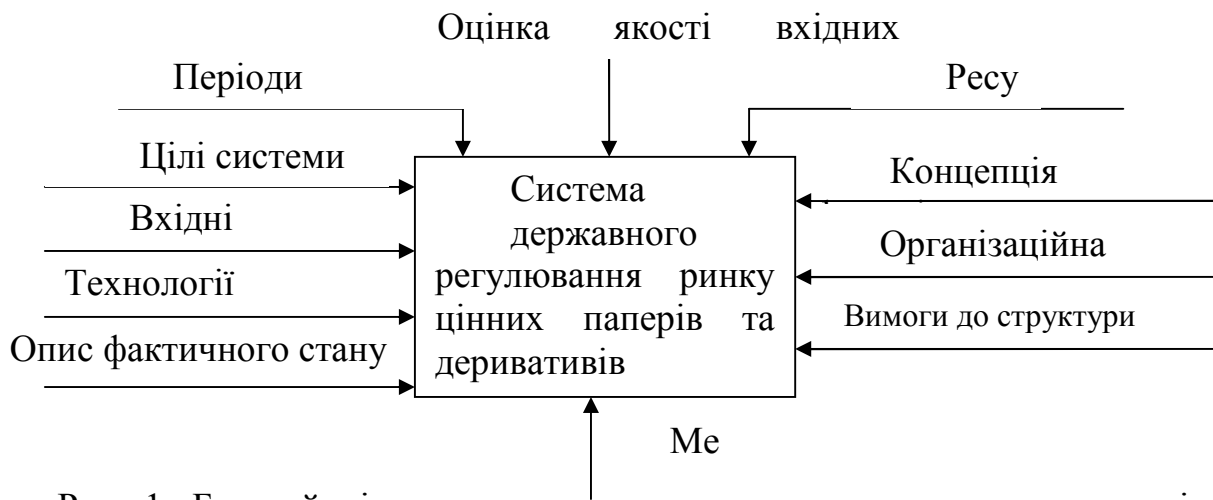 Оцінка якості вхідних
Періоди
Ресу
Цілі системи
Концепція
Вхідні
Організаційна
Технології
Вимоги до структури
Опис фактичного стану
Система
державного
регулювання ринку
цінних паперів та
деривативів
Ме